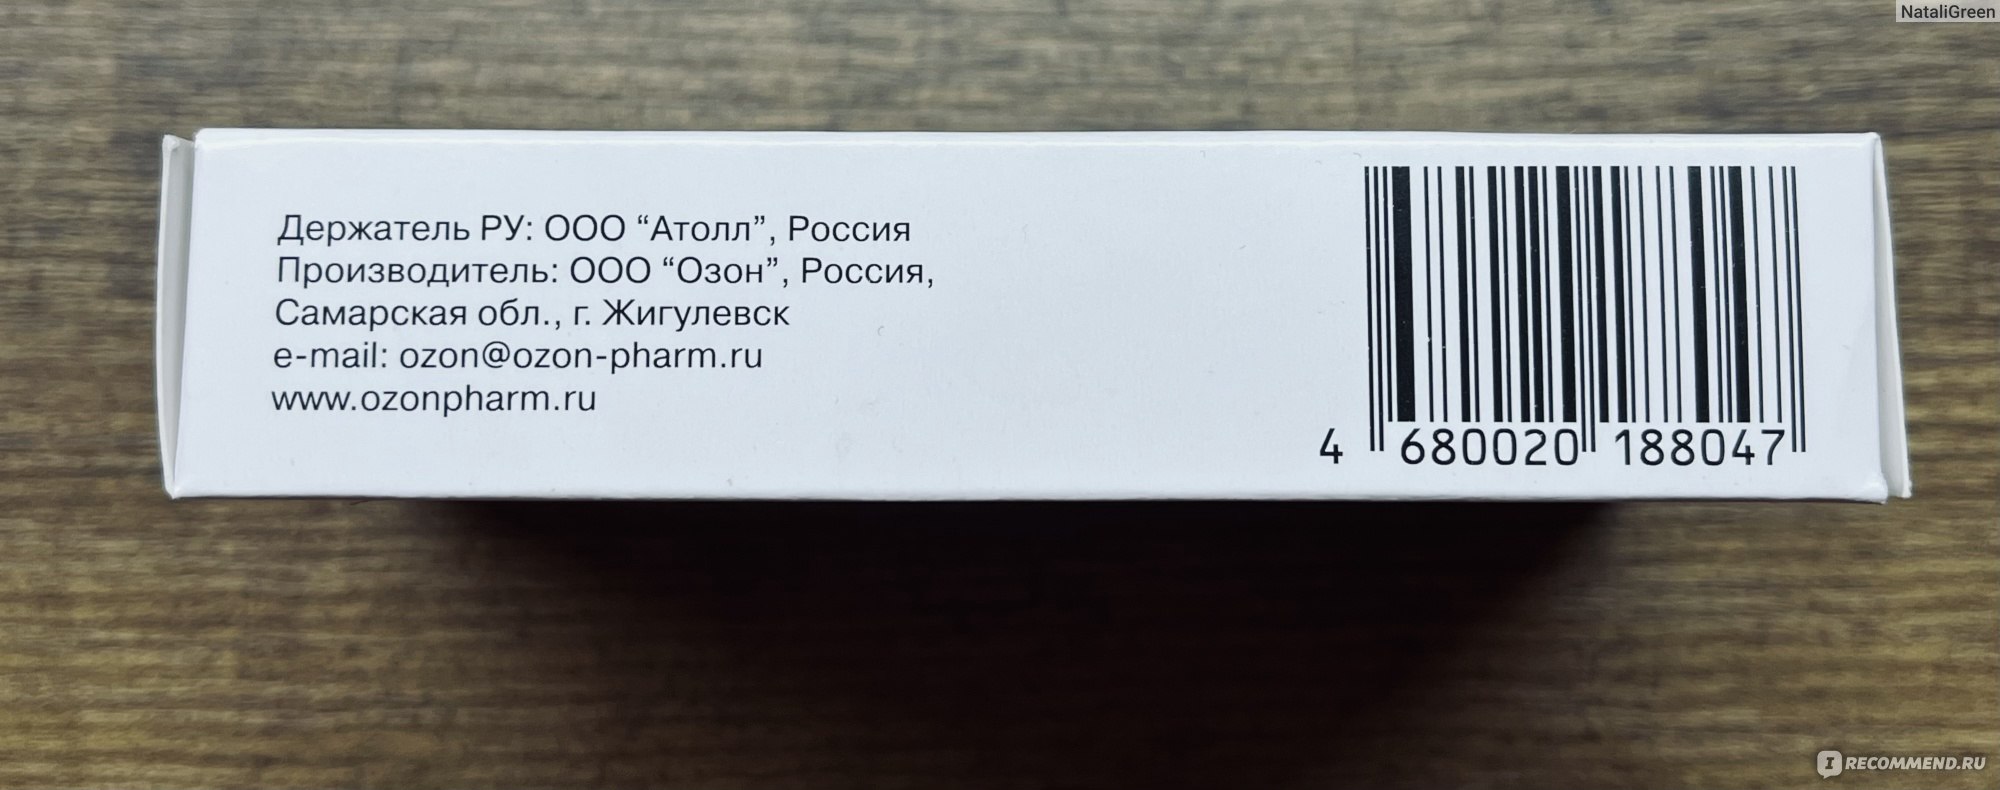 NataliGreen
Держатель РУ: ООО “Атолл”, Россия
Производитель: ООО “Озон”, Россия,
Самарская обл., г. Жигулевск
e-mail: ozon@ozon-pharm.ru
www.ozonpharm.ru
4 680020 188047
I RECOMMEND.RU